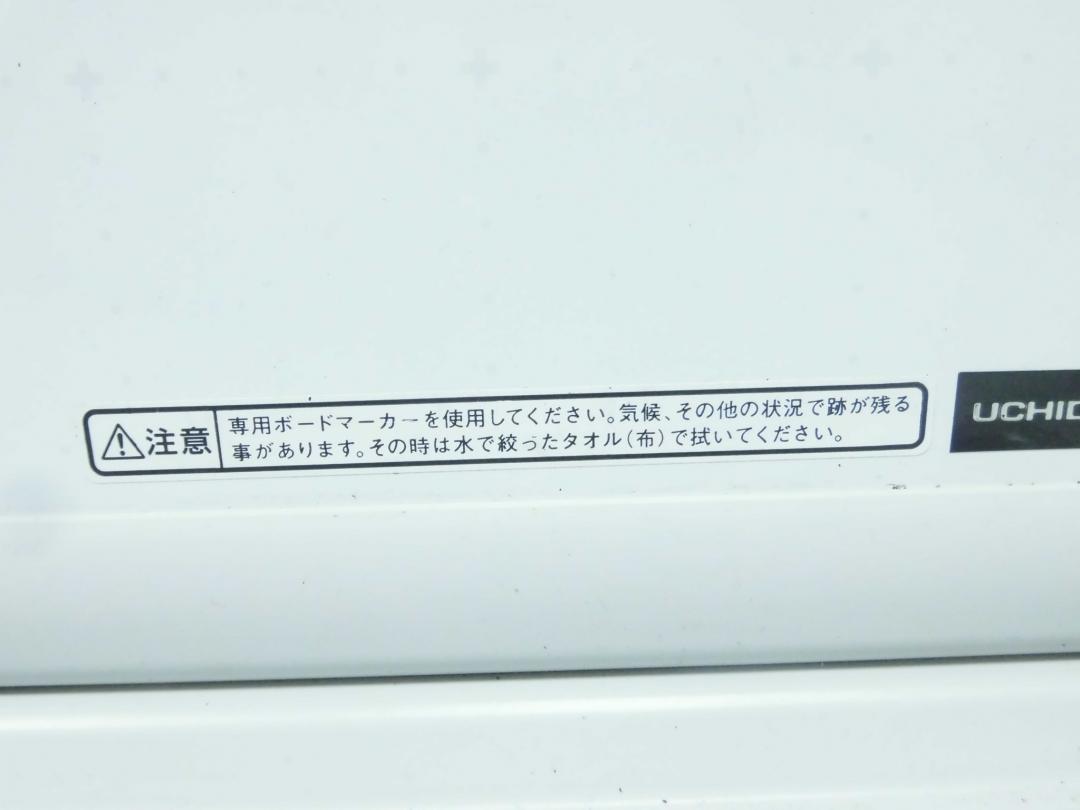 注意
専用ボードマーカーを使用してください。気候、その他の状況で跡が残る
事があります。その時は水で絞ったタオル(布)で拭いてください。
UCHID